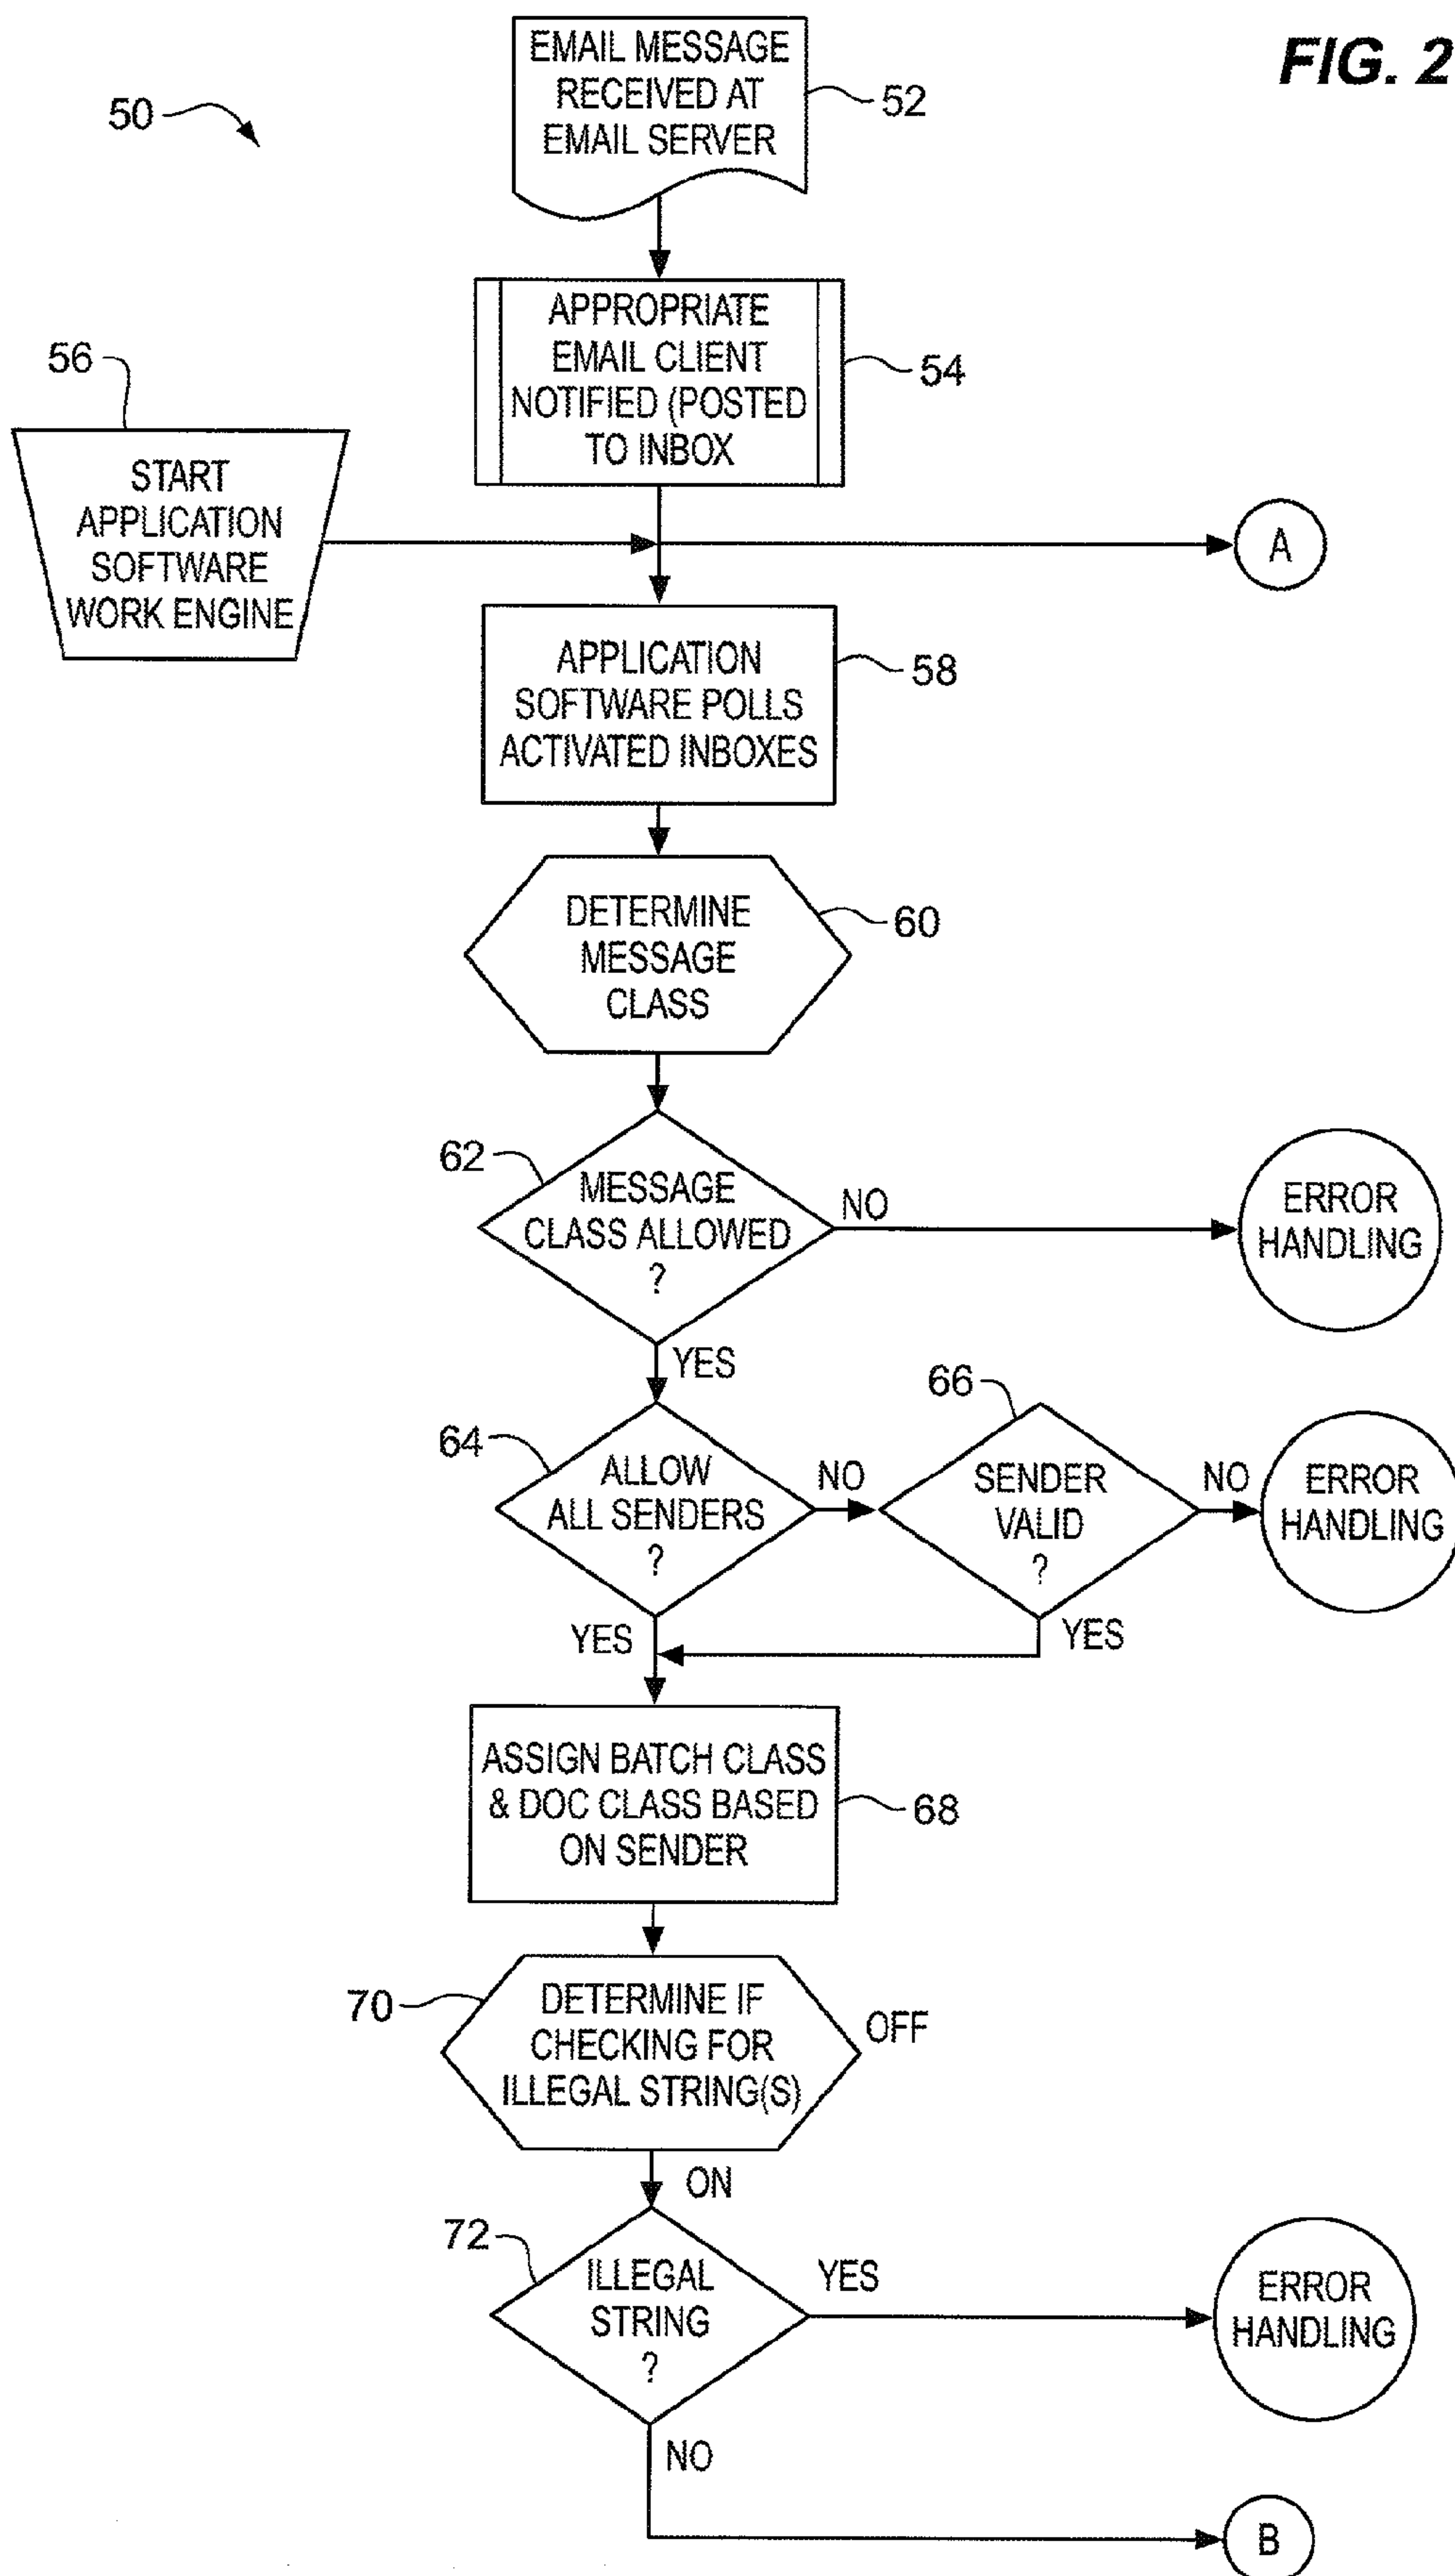 FIG. 2
50
EMAIL MESSAGE
RECEIVED AT
EMAIL SERVER
52
APPROPRIATE
EMAIL CLIENT
NOTIFIED (POSTED
TO INBOX
54
56
START
APPLICATION
SOFTWARE
WORK ENGINE
A
APPLICATION
SOFTWARE POLLS
ACTIVATED INBOXES
58
DETERMINE
MESSAGE
CLASS
60
62
MESSAGE
CLASS ALLOWED
?
NO
ERROR
HANDLING
YES
64
ALLOW
ALL SENDERS
?
NO
66
SENDER
VALID
?
NO
ERROR
HANDLING
YES
YES
ASSIGN BATCH CLASS
& DOC CLASS BASED
ON SENDER
68
70
DETERMINE IF
CHECKING FOR
ILLEGAL STRING(S)
OFF
ON
72
ILLEGAL
STRING
?
YES
ERROR
HANDLING
NO
B